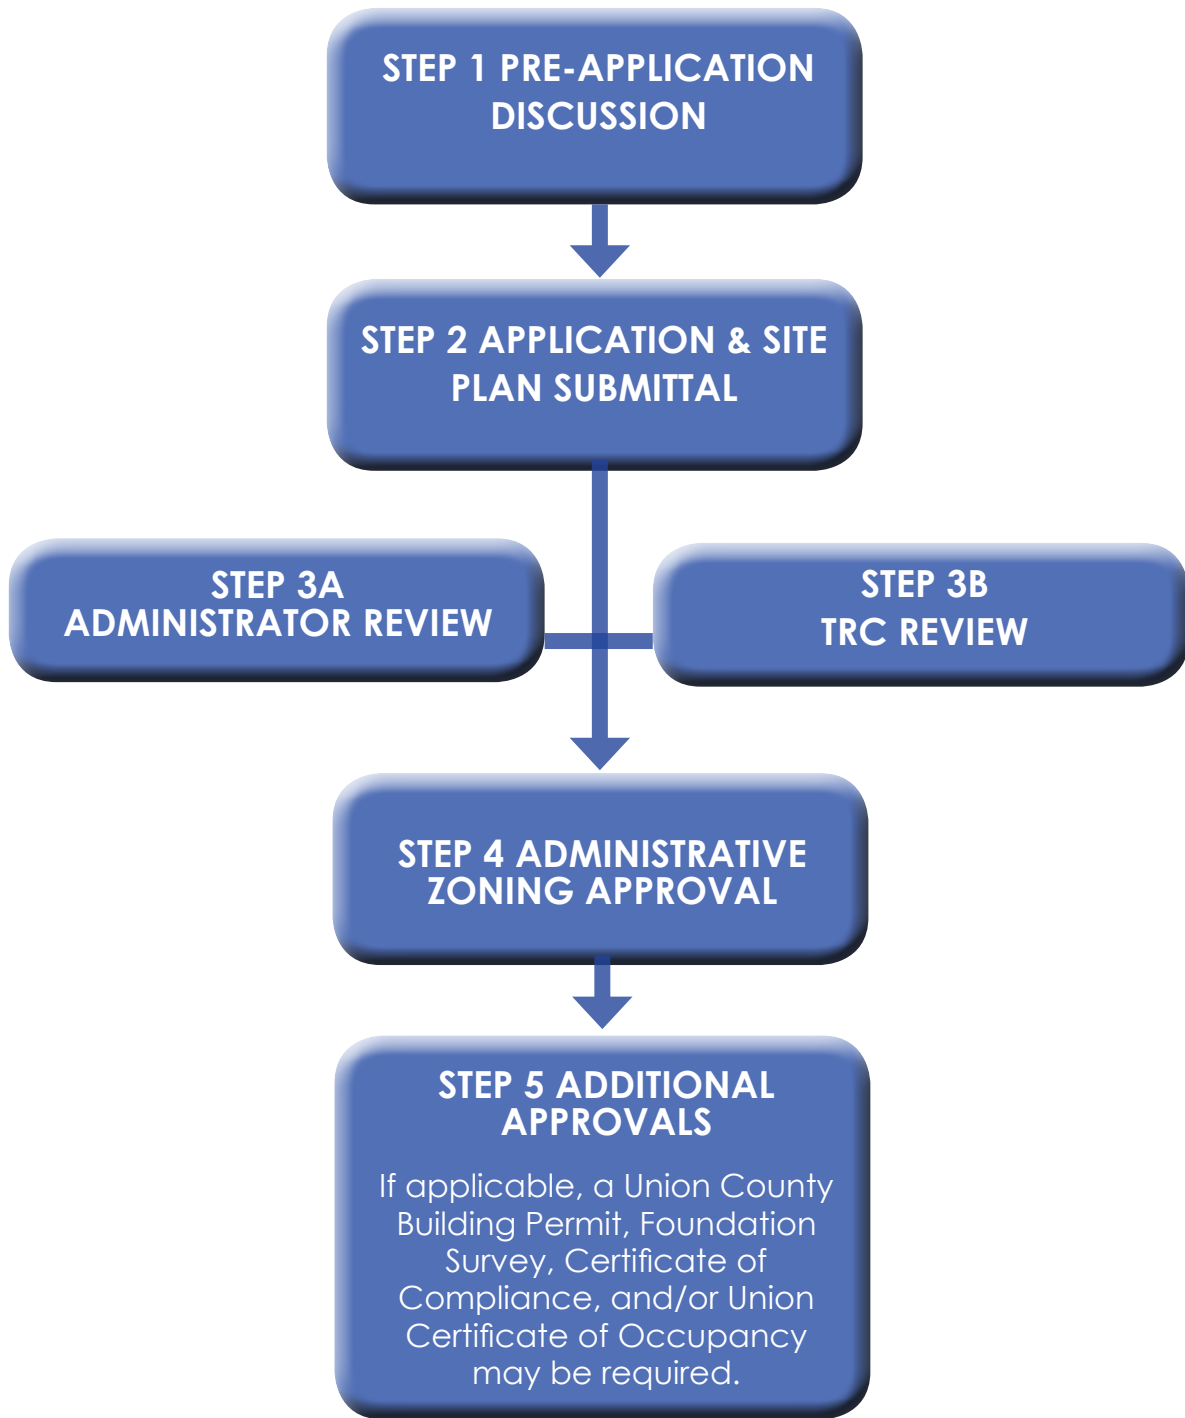 STEP 1 PRE-APPLICATION
DISCUSSION
STEP 2 APPLICATION & SITE
PLAN SUBMITTAL
STEP 3A
ADMINISTRATOR REVIEW
STEP 3B
TRC REVIEW
STEP 4 ADMINISTRATIVE
ZONING APPROVAL
STEP 5 ADDITIONAL
APPROVALS
If applicable, a Union County
Building Permit, Foundation
Survey, Certificate of
Compliance, and/or Union
Certificate of Occupancy
may be required.